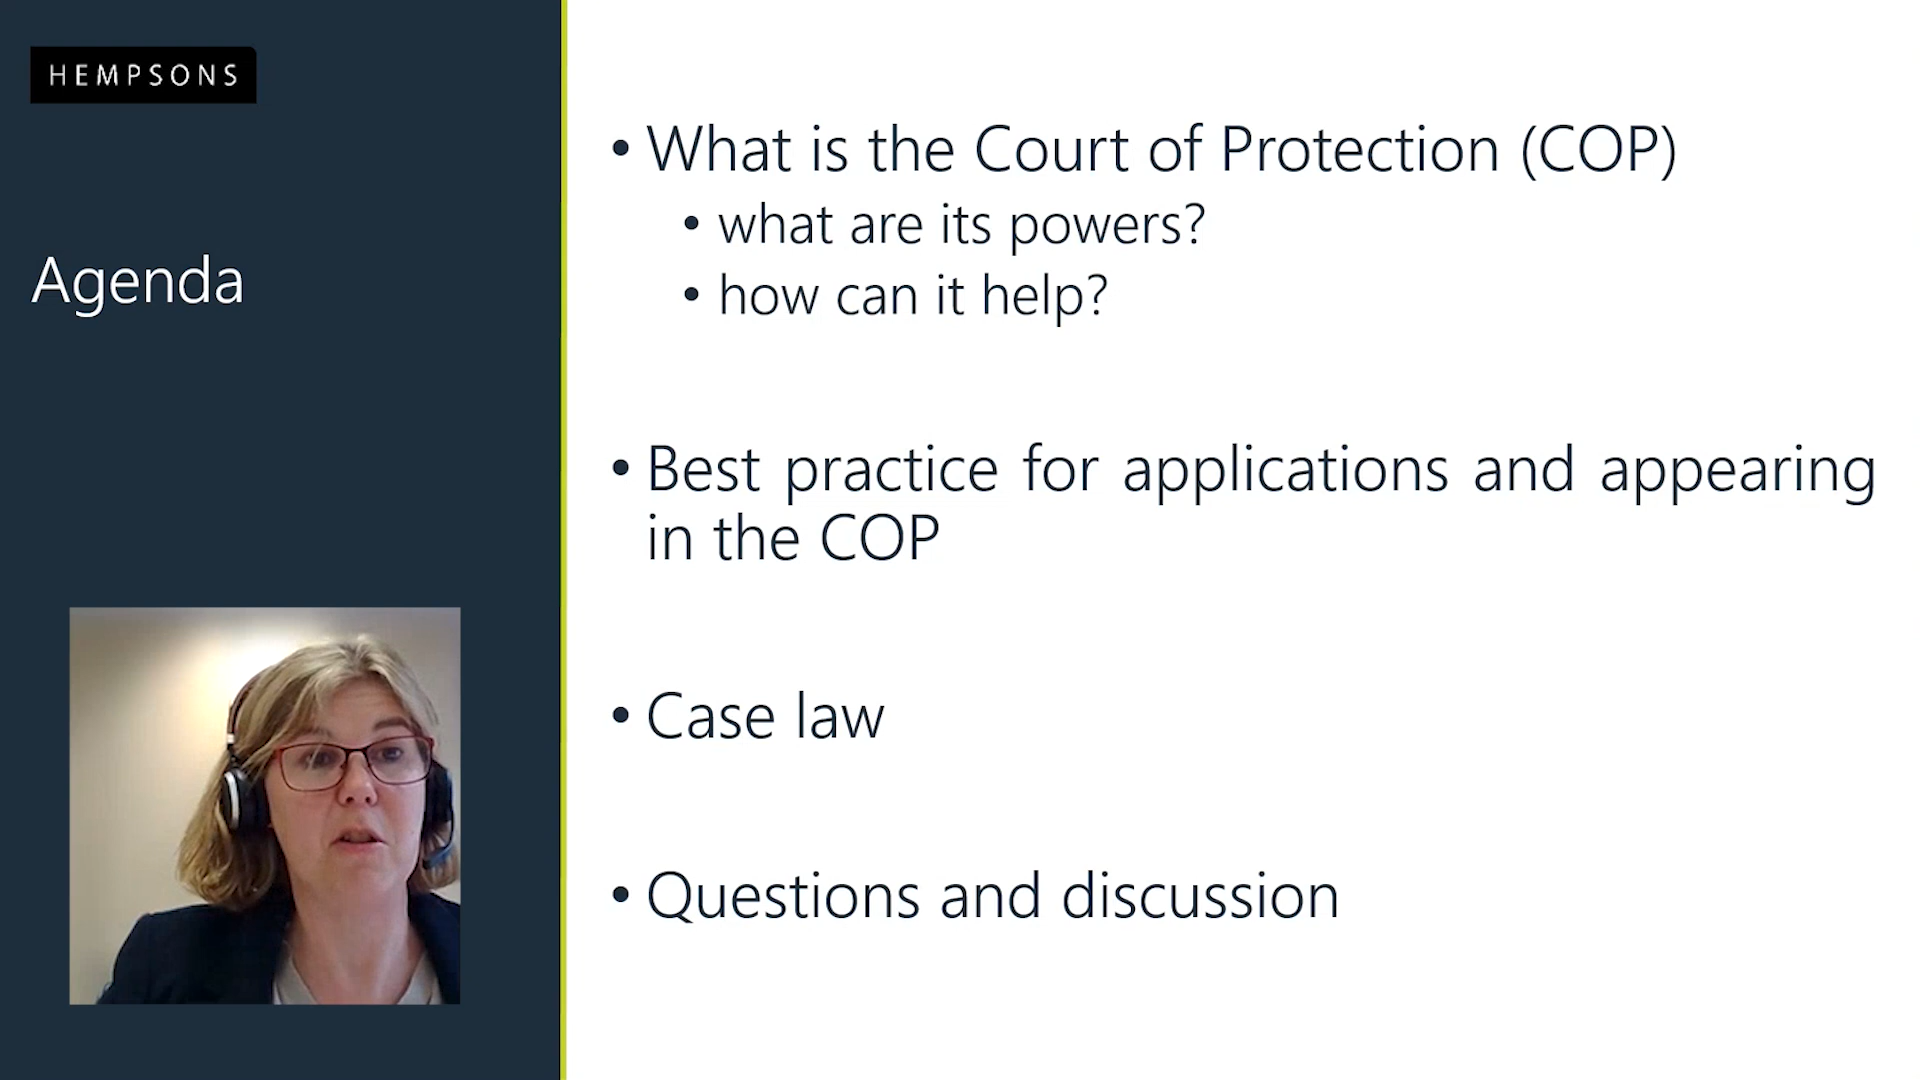 HEMPSONS
Agenda
• What is the Court of Protection (COP)
• what are its powers?
• how can it help?
• Best practice for applications and appearing
in the COP
• Case law
• Questions and discussion